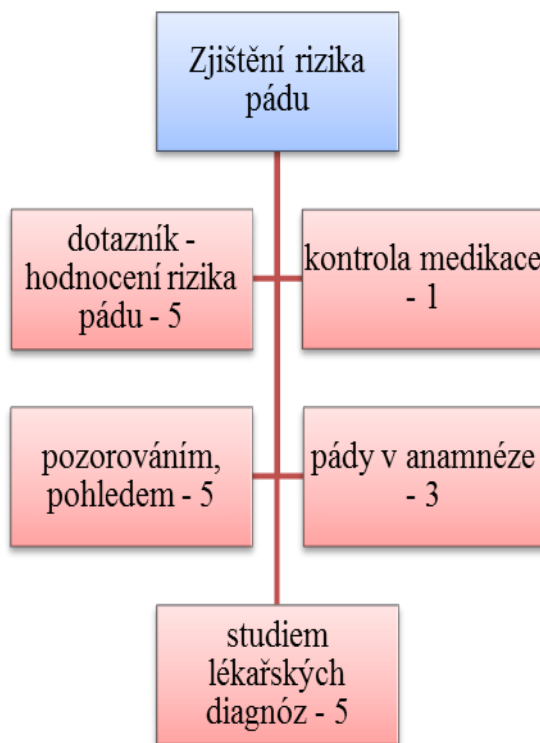 Zjištění rizika
pádu
dotazník -
hodnocení rizika
pádu - 5
kontrola medikace
- 1
pozorováním,
pohledem - 5
pády v anamnéze
- 3
studiem
lékařských
diagnóz - 5